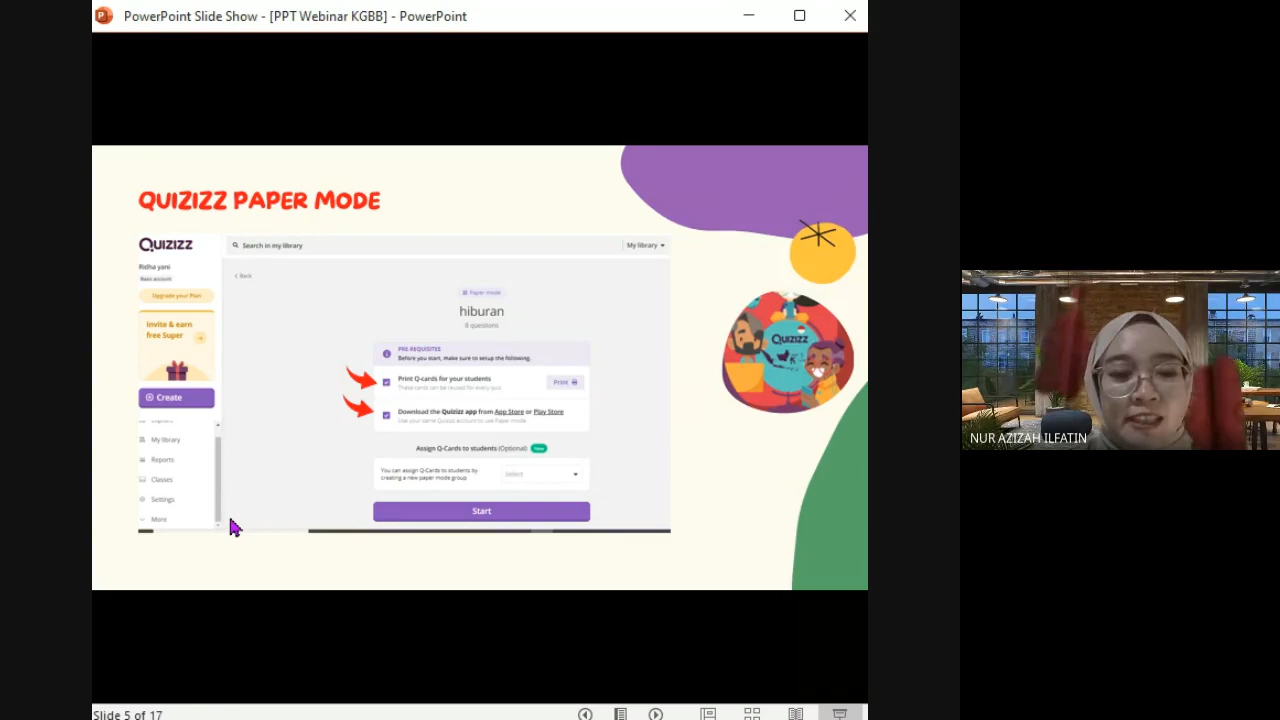 PowerPoint Slide Show - [PPT Webinar KGBB] - PowerPoint
QUIZIZZ PAPER MODE
QUIZIZZ
Search in my library
My library
Ridha yani
Basic account
Upgrade your Plan
Invite & earn
free Super
Create
My library
Reports
Classes
Settings
More
Back
Paper mode
hiburan
8 questions
PRE-REQUISITES
Before you start, make sure to setup the following.
Print Q-cards for your students
These cards can be reused for every quiz
Print
Download the Quizizz app from App Store or Play Store
Use your same Quizizz account to use Paper mode
Assign Q-Cards to students (Optional) New
You can assign Q-Cards to students by
creating a new paper mode group
Select
Start
QUIZIZZ
NUR AZIZAH ILFATIN
Slide 5 of 17